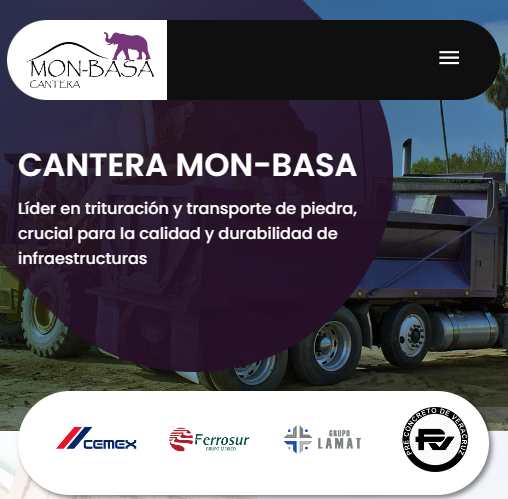 MON-BASA
CANTERA
CANTERA MON-BASA
Líder en trituración y transporte de piedra,
crucial para la calidad y durabilidad de
infraestructuras
CEMEX
Ferrosur
GRUPO MEXICO
GRUPO
LAMAT
PRE CONCRETO DE VERACRUZ
PV